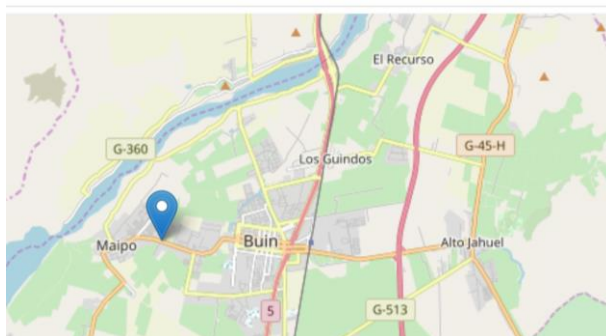 El Recurso
G-360
G-45-H
Los Guindos
Maipo
Buin
Alto Jahuel
5
G-513